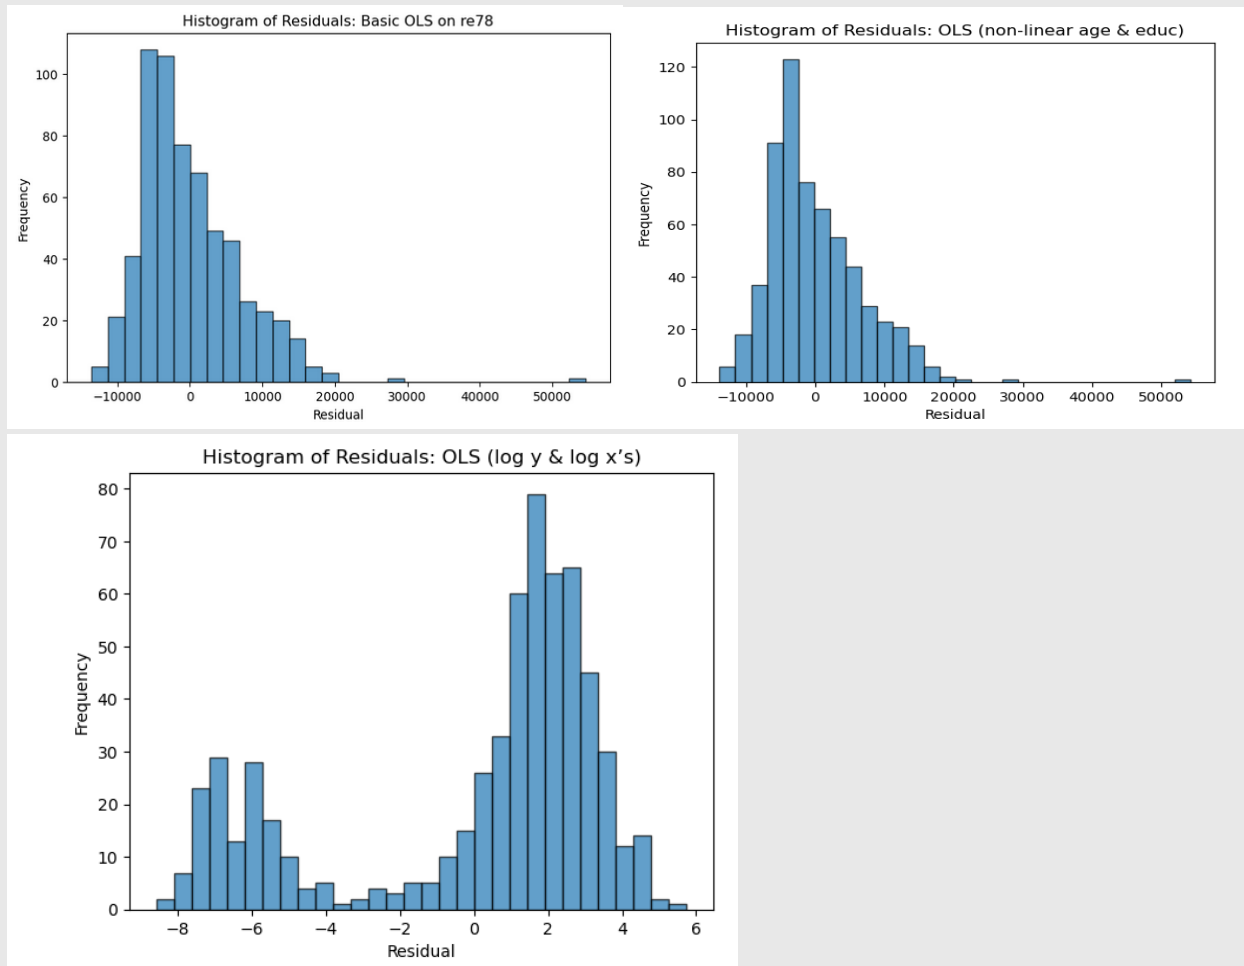 Histogram of Residuals: Basic OLS on re78
100
80
60
40
20
0
Frequency
−10000 0 10000 20000 30000 40000 50000
Residual
Histogram of Residuals: OLS (non-linear age & educ)
120
100
80
60
40
20
0
Frequency
−10000 0 10000 20000 30000 40000 50000
Residual
Histogram of Residuals: OLS (log y & log x’s)
80
70
60
50
40
30
20
10
0
Frequency
−8 −6 −4 −2 0 2 4 6
Residual